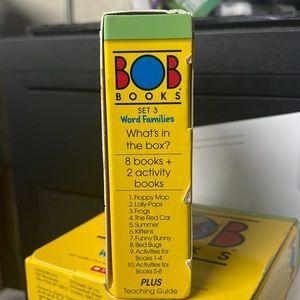 BOB
BOOKS
SET 3
Word Families
What's in
the box?
8 books +
2 activity
books
1. Floppy Mop
2. Lolly-Pops
3. Frogs
4. The Red Car
5. Summer
6. Kittens
7. Funny Bunny
8. Bed Bugs
9. Activities for
Books 1-4
10. Activities for
Books 5-8
PLUS
Teaching Guide